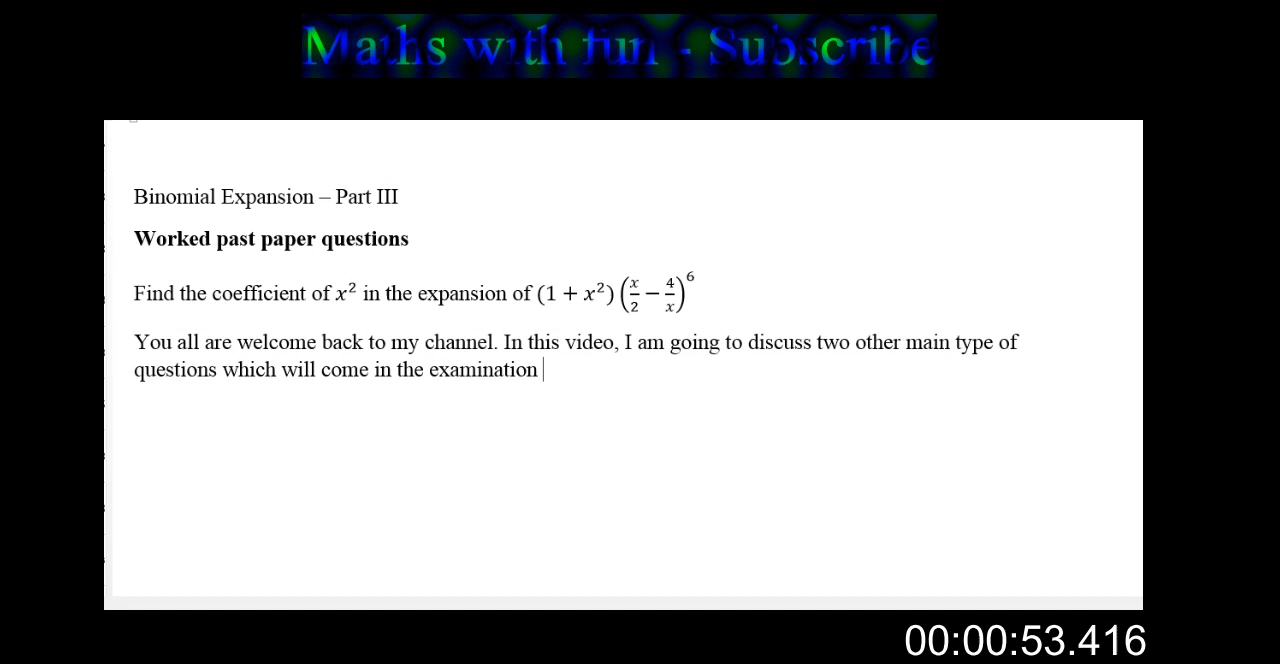 Maths with fun - Subscribe
Binomial Expansion – Part III
Worked past paper questions
Find the coefficient of x² in the expansion of (1 + x²)(x/2 − 4/x)⁶
You all are welcome back to my channel. In this video, I am going to discuss two other main type of
questions which will come in the examination
00:00:53.416